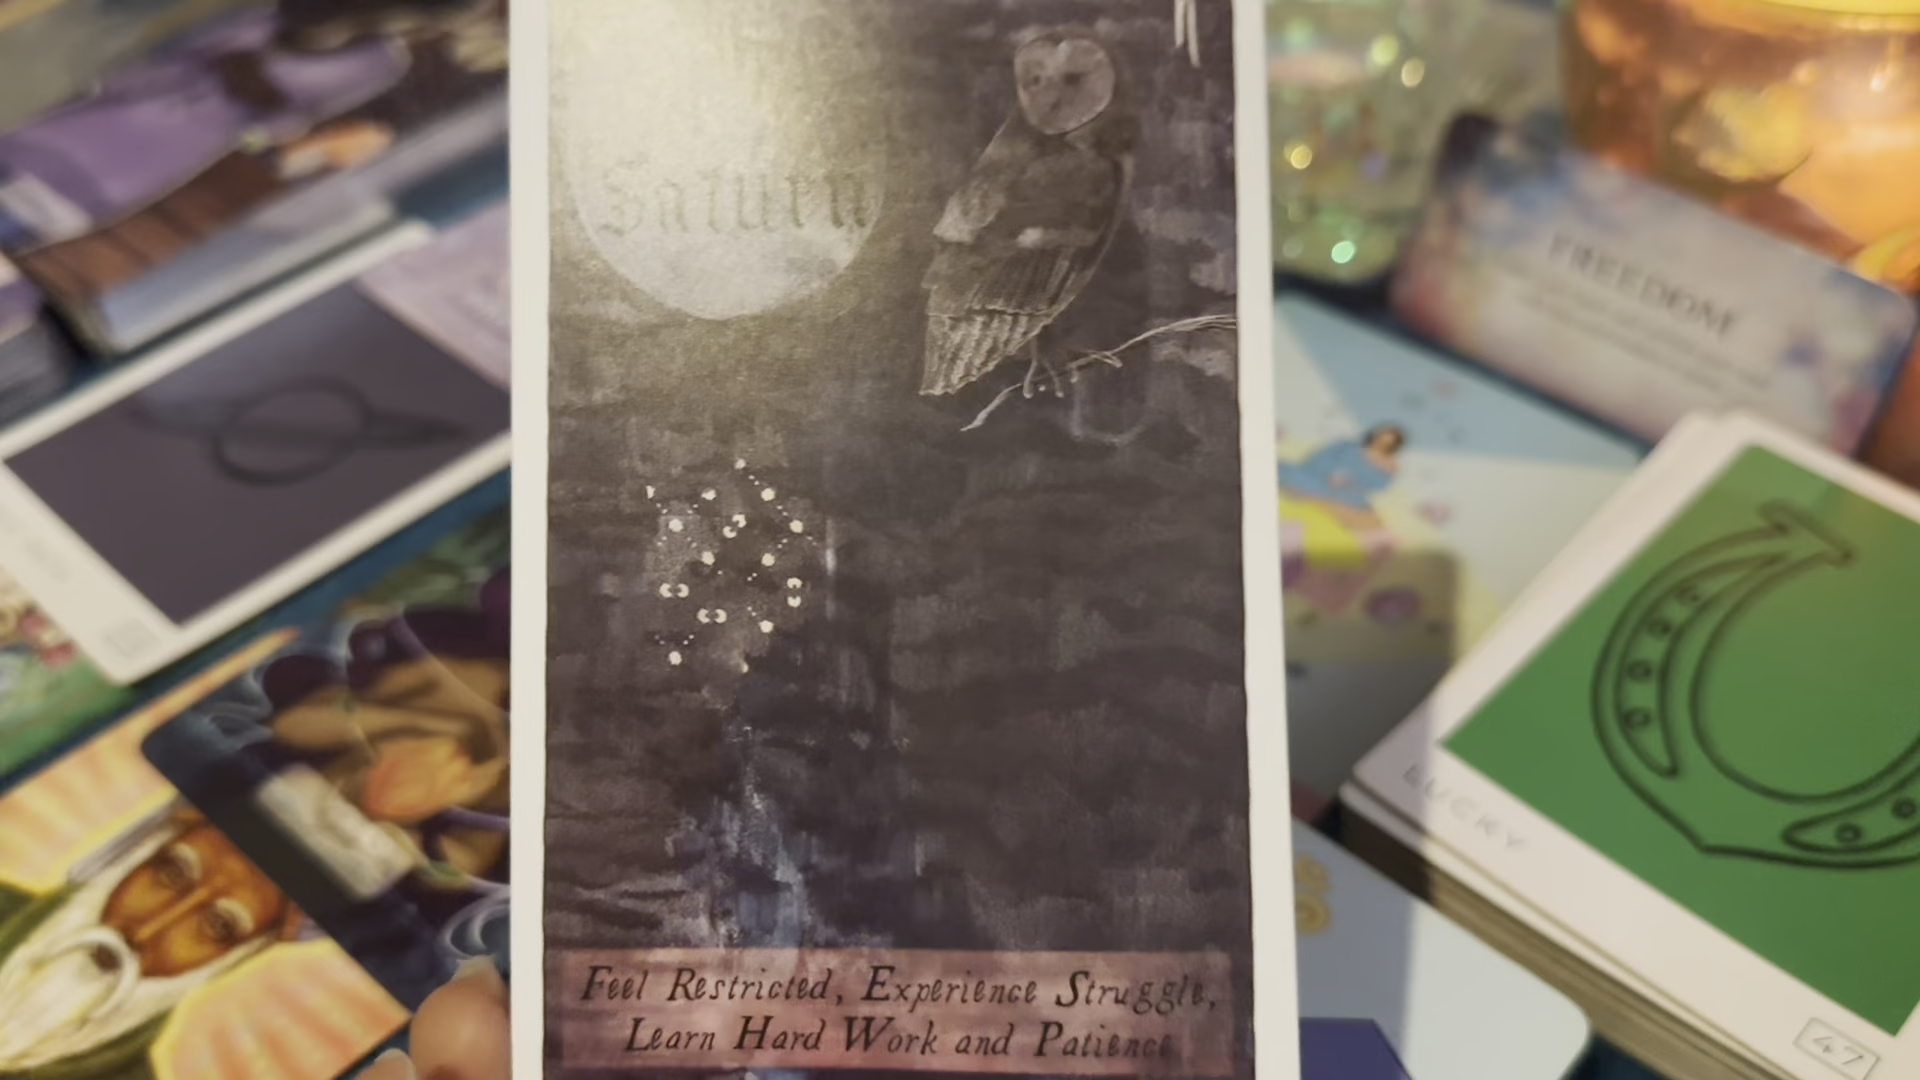 Saturn
FREEDOM
LUCKY
47
Feel Restricted, Experience Struggle,
Learn Hard Work and Patience